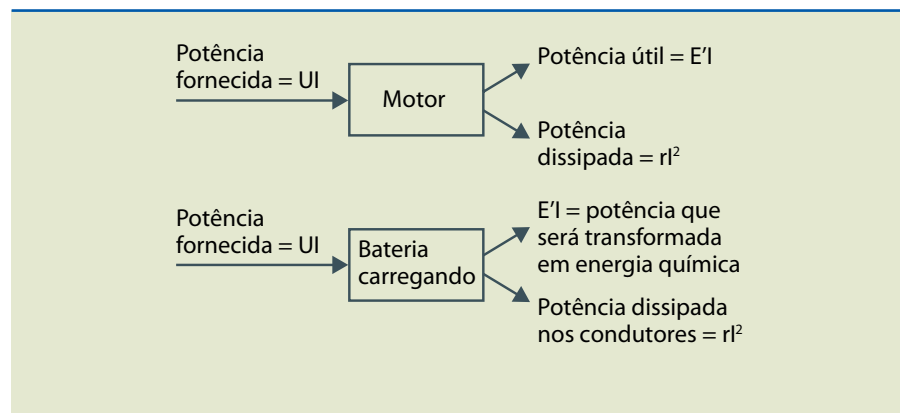 Potência
fornecida = UI
Motor
Potência útil = E'I
Potência
dissipada = rI²
Potência
fornecida = UI
Bateria
carregando
E'I = potência que
será transformada
em energia química
Potência dissipada
nos condutores = rI²